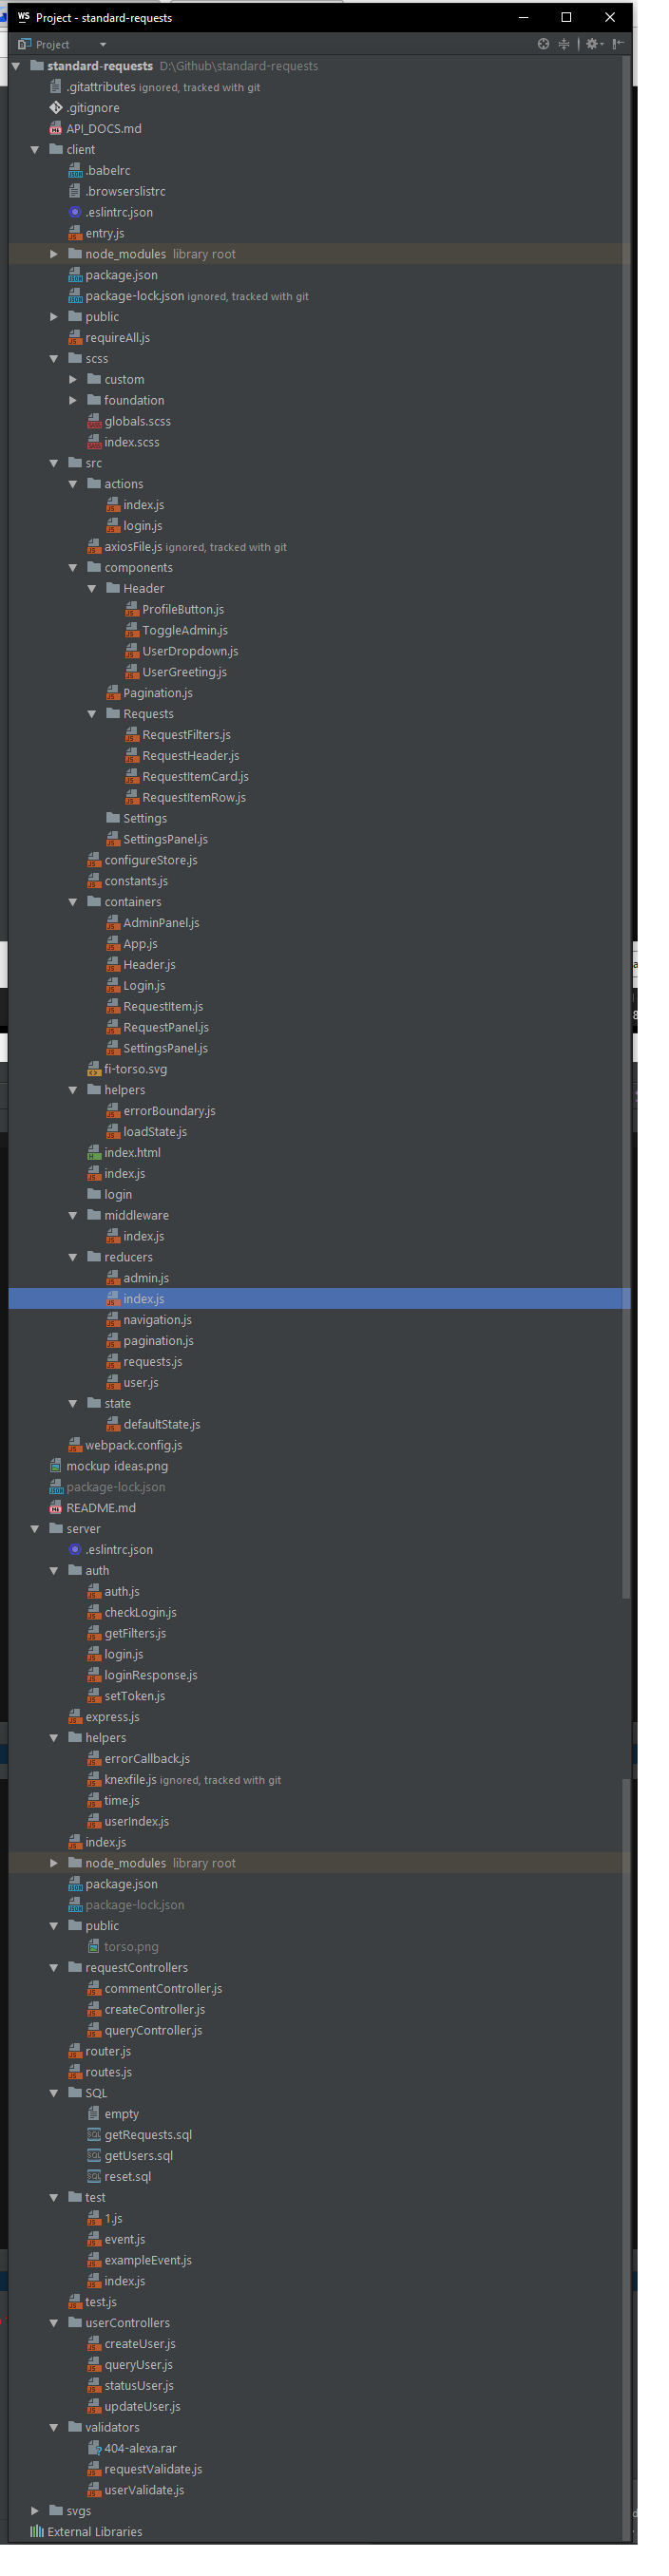 Project - standard-requests
Project
standard-requests D:\Github\standard-requests
.gitattributes ignored, tracked with git
.gitignore
API_DOCS.md
client
.babelrc
.browserslistrc
.eslintrc.json
entry.js
node_modules library root
package.json
package-lock.json ignored, tracked with git
public
requireAll.js
scss
custom
foundation
globals.scss
index.scss
src
actions
index.js
login.js
axiosFile.js ignored, tracked with git
components
Header
ProfileButton.js
ToggleAdmin.js
UserDropdown.js
UserGreeting.js
Pagination.js
Requests
RequestFilters.js
RequestHeader.js
RequestItemCard.js
RequestItemRow.js
Settings
SettingsPanel.js
configureStore.js
constants.js
containers
AdminPanel.js
App.js
Header.js
Login.js
RequestItem.js
RequestPanel.js
SettingsPanel.js
fi-torso.svg
helpers
errorBoundary.js
loadState.js
index.html
index.js
login
middleware
index.js
reducers
admin.js
index.js
navigation.js
pagination.js
requests.js
user.js
state
defaultState.js
webpack.config.js
mockup ideas.png
package-lock.json
README.md
server
.eslintrc.json
auth
auth.js
checkLogin.js
getFilters.js
login.js
loginResponse.js
setToken.js
express.js
helpers
errorCallback.js
knexfile.js ignored, tracked with git
time.js
userIndex.js
index.js
node_modules library root
package.json
package-lock.json
public
torso.png
requestControllers
commentController.js
createController.js
queryController.js
router.js
routes.js
SQL
empty
getRequests.sql
getUsers.sql
reset.sql
test
1.js
event.js
exampleEvent.js
index.js
test.js
userControllers
createUser.js
queryUser.js
statusUser.js
updateUser.js
validators
404-alexa.rar
requestValidate.js
userValidate.js
svgs
External Libraries